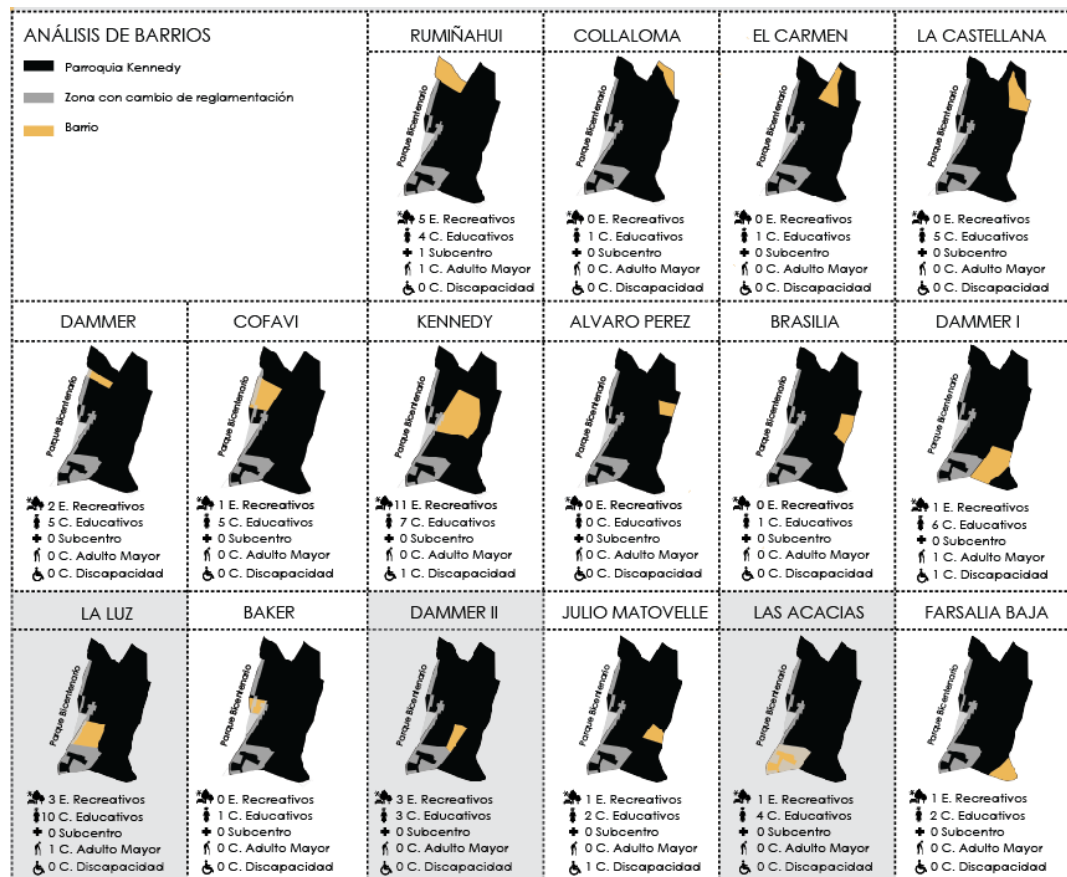 ANÁLISIS DE BARRIOS
Parroquia Kennedy
Zona con cambio de reglamentación
Barrio
RUMIÑAHUI
Parque Bicentenario
5 E. Recreativos
4 C. Educativos
1 Subcentro
1 C. Adulto Mayor
0 C. Discapacidad
COLLALOMA
Parque Bicentenario
0 E. Recreativos
1 C. Educativos
0 Subcentro
0 C. Adulto Mayor
0 C. Discapacidad
EL CARMEN
Parque Bicentenario
0 E. Recreativos
1 C. Educativos
0 Subcentro
0 C. Adulto Mayor
0 C. Discapacidad
LA CASTELLANA
Parque Bicentenario
0 E. Recreativos
5 C. Educativos
0 Subcentro
0 C. Adulto Mayor
0 C. Discapacidad
DAMMER
Parque Bicentenario
2 E. Recreativos
5 C. Educativos
0 Subcentro
0 C. Adulto Mayor
0 C. Discapacidad
COFAVI
Parque Bicentenario
1 E. Recreativos
5 C. Educativos
0 Subcentro
0 C. Adulto Mayor
0 C. Discapacidad
KENNEDY
Parque Bicentenario
11 E. Recreativos
7 C. Educativos
0 Subcentro
0 C. Adulto Mayor
1 C. Discapacidad
ALVARO PEREZ
Parque Bicentenario
0 E. Recreativos
0 C. Educativos
0 Subcentro
0 C. Adulto Mayor
0 C. Discapacidad
BRASILIA
Parque Bicentenario
0 E. Recreativos
1 C. Educativos
0 Subcentro
0 C. Adulto Mayor
0 C. Discapacidad
DAMMER I
Parque Bicentenario
1 E. Recreativos
6 C. Educativos
0 Subcentro
1 C. Adulto Mayor
1 C. Discapacidad
LA LUZ
Parque Bicentenario
3 E. Recreativos
10 C. Educativos
0 Subcentro
1 C. Adulto Mayor
0 C. Discapacidad
BAKER
Parque Bicentenario
0 E. Recreativos
1 C. Educativos
0 Subcentro
0 C. Adulto Mayor
0 C. Discapacidad
DAMMER II
Parque Bicentenario
3 E. Recreativos
3 C. Educativos
0 Subcentro
0 C. Adulto Mayor
0 C. Discapacidad
JULIO MATOVELLE
Parque Bicentenario
1 E. Recreativos
2 C. Educativos
0 Subcentro
0 C. Adulto Mayor
1 C. Discapacidad
LAS ACACIAS
Parque Bicentenario
1 E. Recreativos
4 C. Educativos
0 Subcentro
0 C. Adulto Mayor
0 C. Discapacidad
FARSALIA BAJA
Parque Bicentenario
1 E. Recreativos
2 C. Educativos
0 Subcentro
0 C. Adulto Mayor
0 C. Discapacidad